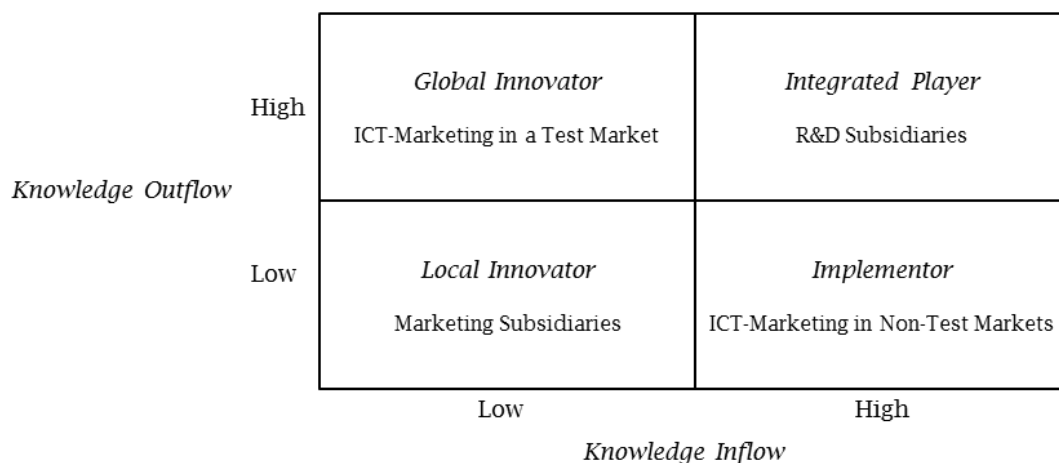 Global Innovator
Integrated Player
High
ICT-Marketing in a Test Market
R&D Subsidiaries
Knowledge Outflow
Low
Local Innovator
Implementor
Marketing Subsidiaries
ICT-Marketing in Non-Test Markets
Low
High
Knowledge Inflow